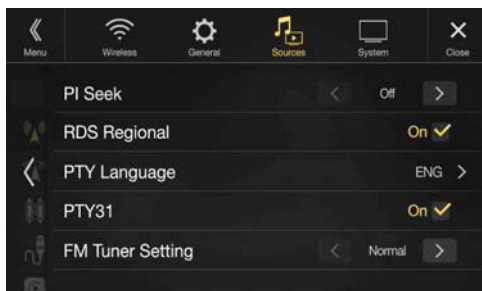 Menu Wireless General Sources System Close
PI Seek Off
RDS Regional On
PTY Language ENG
PTY31 On
FM Tuner Setting Normal